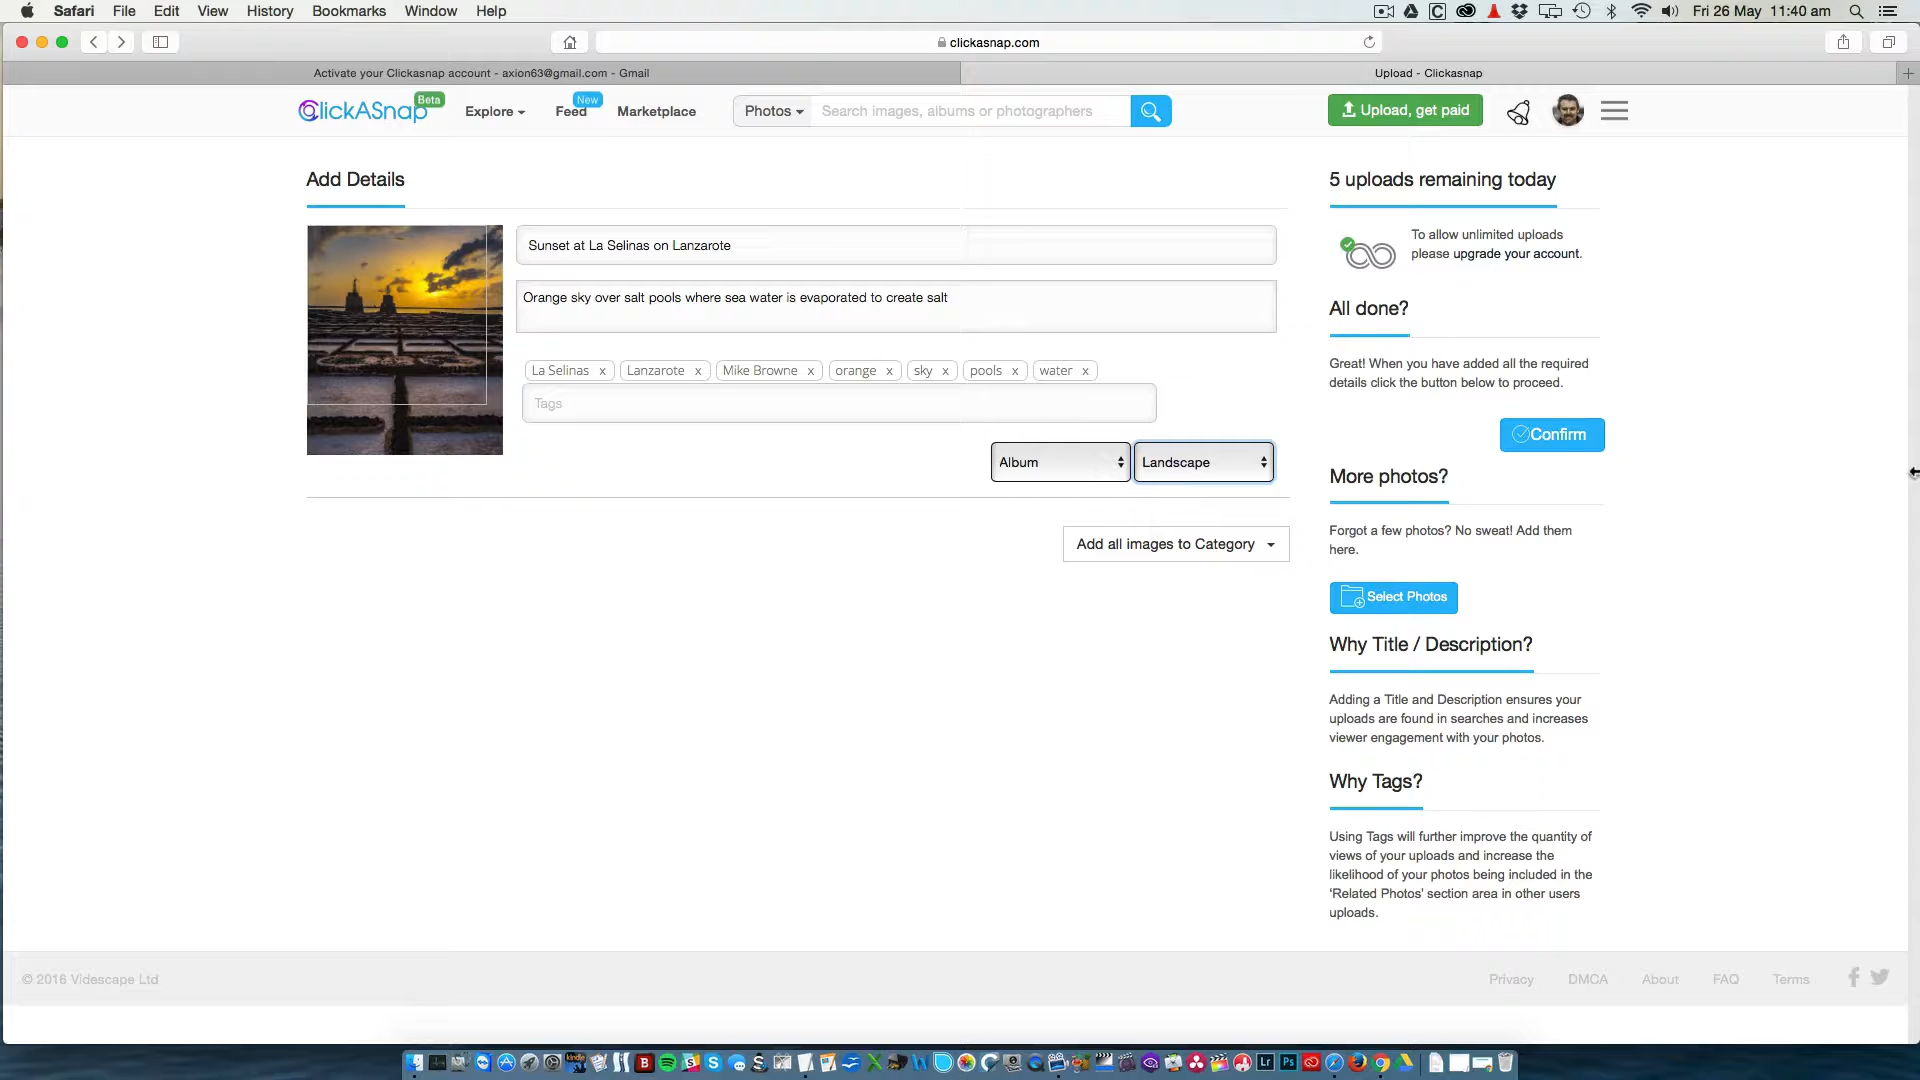 Safari File Edit View History Bookmarks Window Help Fri 26 May 11:40 am
clickasnap.com
Activate your Clickasnap account - axion63@gmail.com - Gmail Upload - Clickasnap
ClickASnap Beta Explore Feed New Marketplace Photos Search images, albums or photographers Upload, get paid
Add Details
Sunset at La Selinas on Lanzarote
Orange sky over salt pools where sea water is evaporated to create salt
La Selinas x Lanzarote x Mike Browne x orange x sky x pools x water x
Tags
Album Landscape
Add all images to Category
5 uploads remaining today
To allow unlimited uploads
please upgrade your account.
All done?
Great! When you have added all the required
details click the button below to proceed.
Confirm
More photos?
Forgot a few photos? No sweat! Add them
here.
Select Photos
Why Title / Description?
Adding a Title and Description ensures your
uploads are found in searches and increases
viewer engagement with your photos.
Why Tags?
Using Tags will further improve the quantity of
views of your uploads and increase the
likelihood of your photos being included in the
'Related Photos' section area in other users
uploads.
© 2016 Videscape Ltd Privacy DMCA About FAQ Terms
Lr Ps